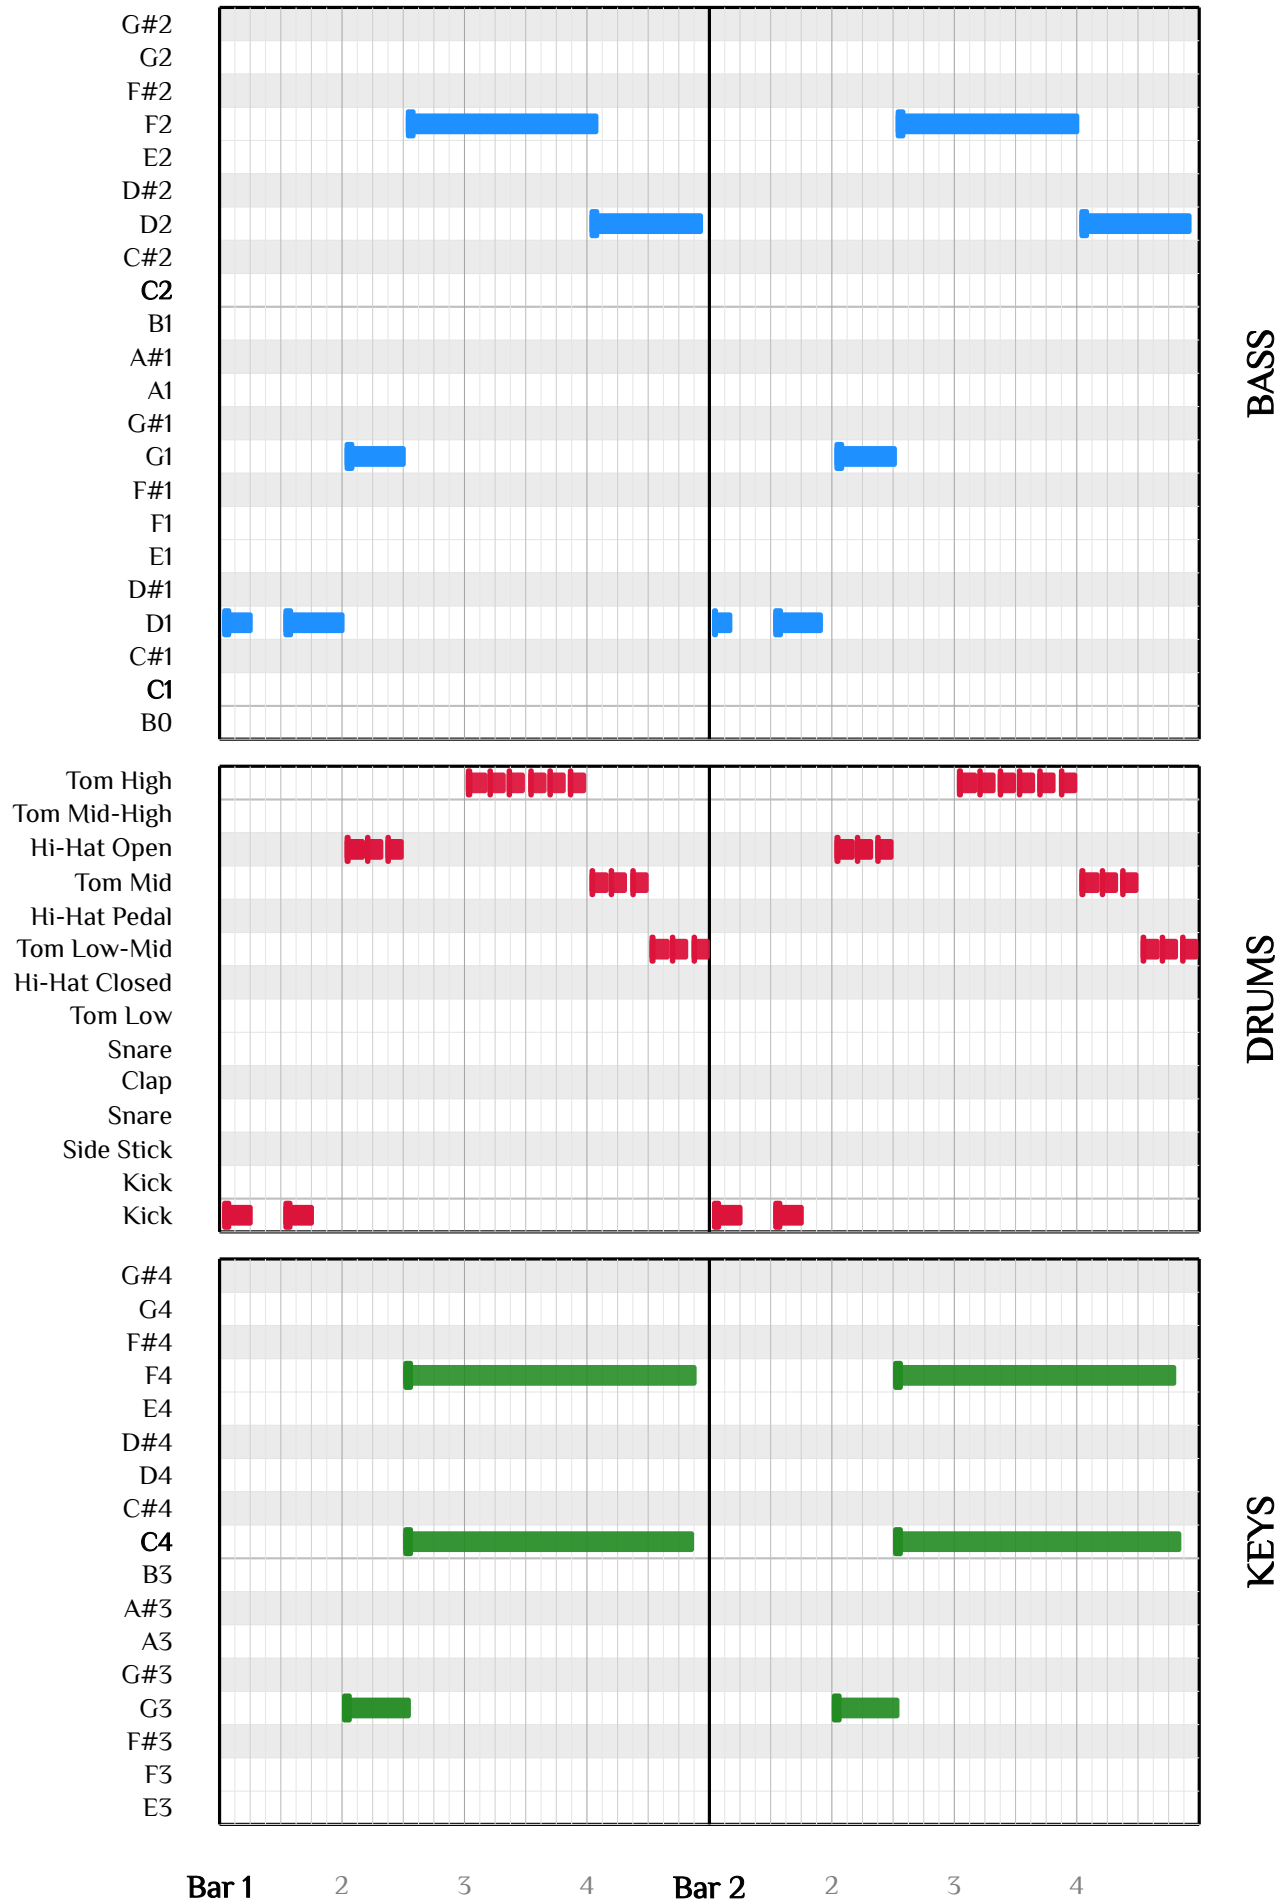 G#2
G2
F#2
F2
E2
D#2
D2
C#2
C2
B1
A#1
A1
G#1
G1
F#1
F1
E1
D#1
D1
C#1
C1
B0
BASS
Tom High
Tom Mid-High
Hi-Hat Open
Tom Mid
Hi-Hat Pedal
Tom Low-Mid
Hi-Hat Closed
Tom Low
Snare
Clap
Snare
Side Stick
Kick
Kick
DRUMS
G#4
G4
F#4
F4
E4
D#4
D4
C#4
C4
B3
A#3
A3
G#3
G3
F#3
F3
E3
KEYS
Bar 1 2 3 4 Bar 2 2 3 4